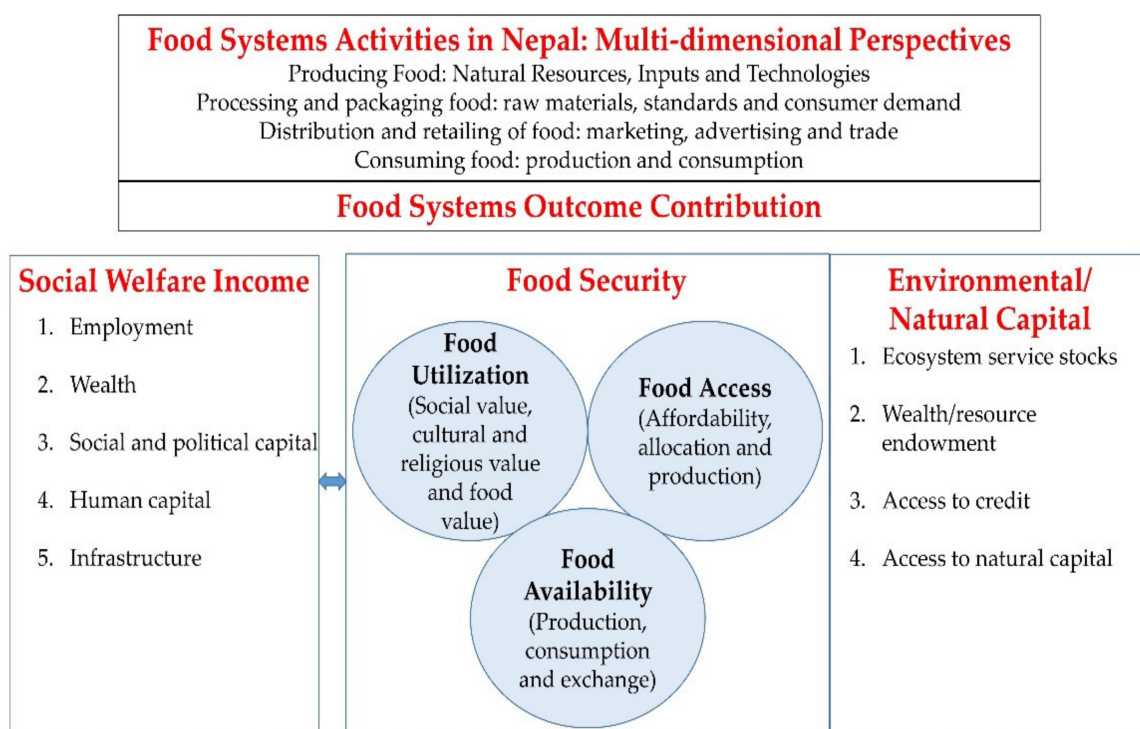 Food Systems Activities in Nepal: Multi-dimensional Perspectives
Producing Food: Natural Resources, Inputs and Technologies
Processing and packaging food: raw materials, standards and consumer demand
Distribution and retailing of food: marketing, advertising and trade
Consuming food: production and consumption
Food Systems Outcome Contribution
Social Welfare Income
1. Employment
2. Wealth
3. Social and political capital
4. Human capital
5. Infrastructure
Food Security
Food
Utilization
(Social value,
cultural and
religious value
and food
value)
Food Access
(Affordability,
allocation and
production)
Food
Availability
(Production,
consumption
and exchange)
Environmental/
Natural Capital
1. Ecosystem service stocks
2. Wealth/resource
endowment
3. Access to credit
4. Access to natural capital